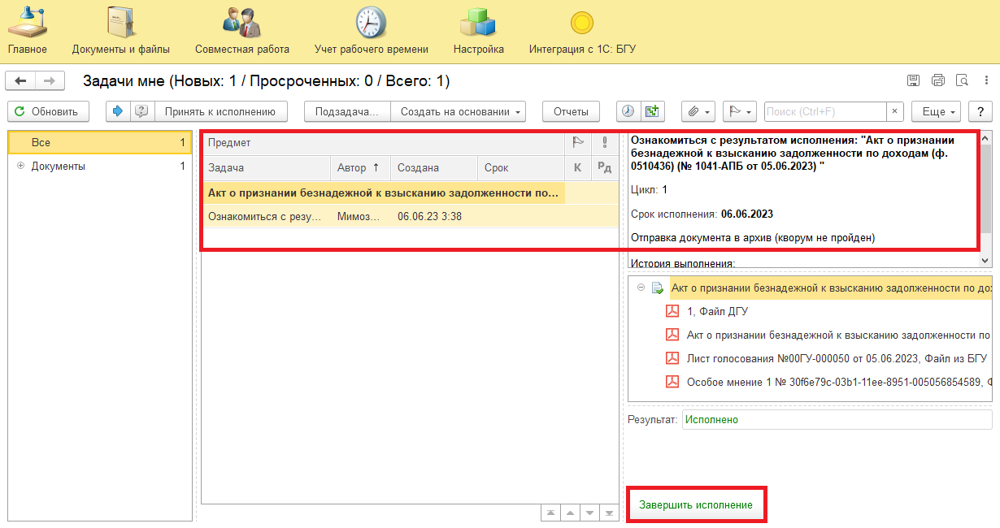 Главное
Документы и файлы
Совместная работа
Учет рабочего времени
Настройка
Интеграция с 1С: БГУ
Задачи мне (Новых: 1 / Просроченных: 0 / Всего: 1)
Обновить
Принять к исполнению
Подзадача...
Создать на основании
Отчеты
Поиск (Ctrl+F)
×
Еще
?
Все 1
Документы 1
Предмет
Задача Автор ↑ Создана Срок К Рд
Акт о признании безнадежной к взысканию задолженности по...
Ознакомиться с резу... Мимоз... 06.06.23 3:38
Ознакомиться с результатом исполнения: "Акт о признании
безнадежной к взысканию задолженности по доходам (ф.
0510436) (№ 1041-АПБ от 05.06.2023) "
Цикл: 1
Срок исполнения: 06.06.2023
Отправка документа в архив (кворум не пройден)
История выполнения:
Акт о признании безнадежной к взысканию задолженности по до
1, Файл ДГУ
Акт о признании безнадежной к взысканию задолженности по
Лист голосования №00ГУ-000050 от 05.06.2023, Файл из БГУ
Особое мнение 1 № 30f6e79c-03b1-11ee-8951-005056854589,
Результат: Исполнено
Завершить исполнение